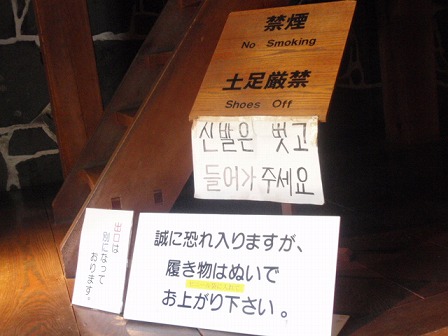 禁煙
No Smoking
土足厳禁
Shoes Off
신발은 벗고
들어가 주세요
出口は
別になって
おります。
誠に恐れ入りますが、
履き物はぬいで
お上がり下さい。